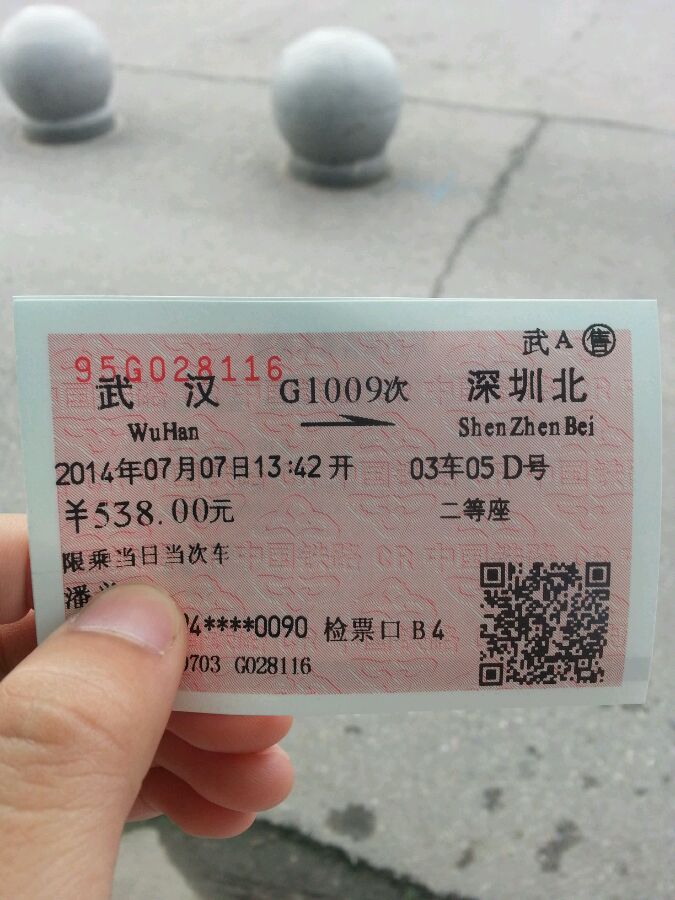 武A售
95G028116
武汉 G1009次 深圳北
WuHan ShenZhenBei
2014年07月07日13:42开 03车05D号
¥538.00元 二等座
限乘当日当次车
潘
4****0090 检票口B4
0703 G028116